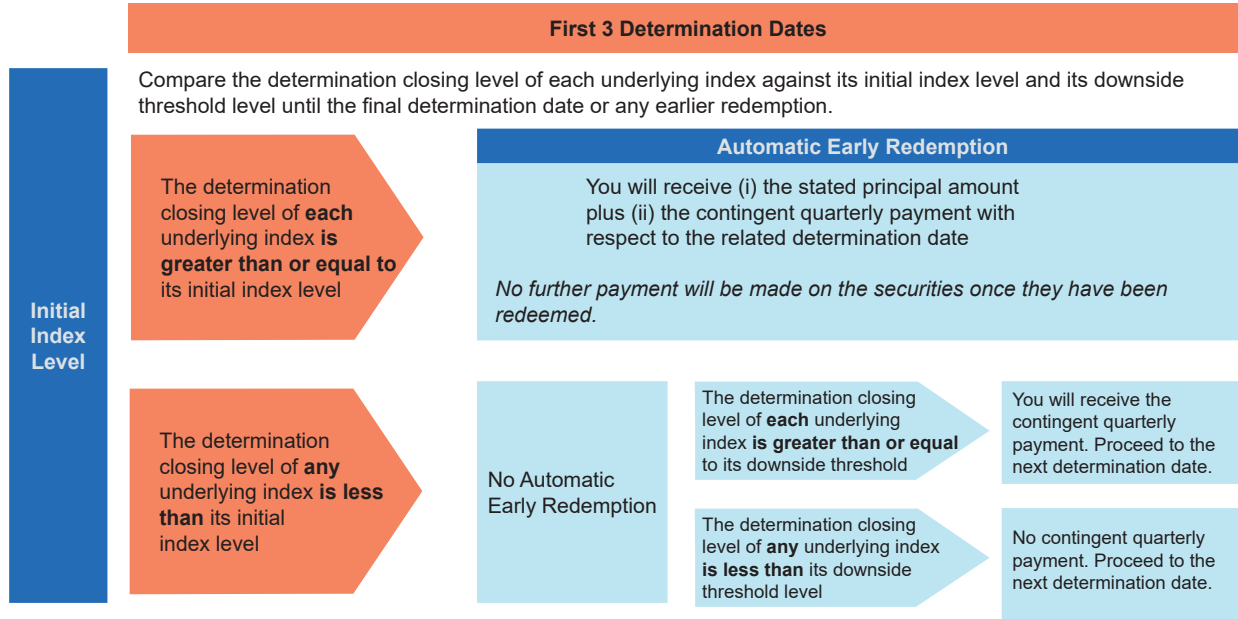 First 3 Determination Dates
Compare the determination closing level of each underlying index against its initial index level and its downside
threshold level until the final determination date or any earlier redemption.
Initial
Index
Level
The determination
closing level of each
underlying index is
greater than or equal to
its initial index level
Automatic Early Redemption
You will receive (i) the stated principal amount
plus (ii) the contingent quarterly payment with
respect to the related determination date
No further payment will be made on the securities once they have been
redeemed.
The determination
closing level of any
underlying index is less
than its initial
index level
No Automatic
Early Redemption
The determination closing
level of each underlying
index is greater than or equal
to its downside threshold
You will receive the
contingent quarterly
payment. Proceed to the
next determination date.
The determination closing
level of any underlying index
is less than its downside
threshold level
No contingent quarterly
payment. Proceed to the
next determination date.